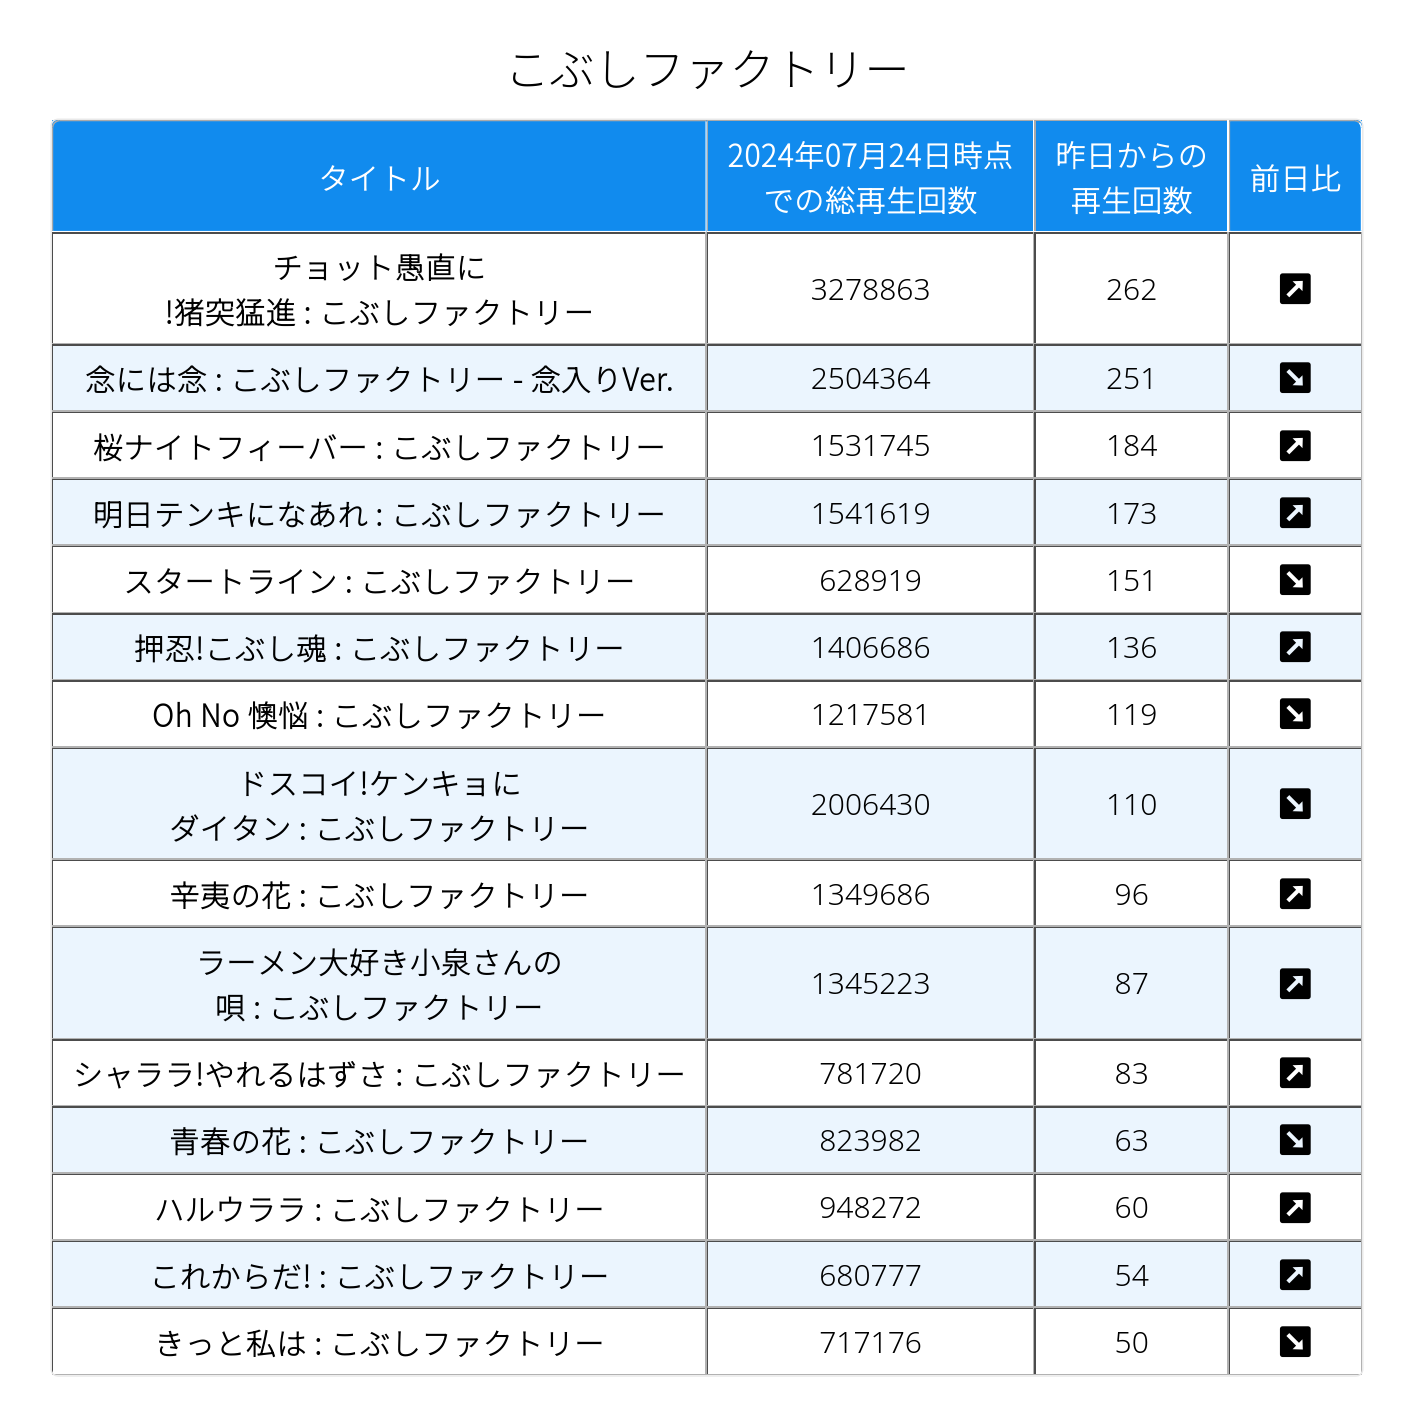 こぶしファクトリー
タイトル
2024年07月24日時点
での総再生回数
昨日からの
再生回数
前日比
チョット愚直に
!猪突猛進 : こぶしファクトリー
3278863
262
念には念 : こぶしファクトリー - 念入りVer.
2504364
251
桜ナイトフィーバー : こぶしファクトリー
1531745
184
明日テンキになあれ : こぶしファクトリー
1541619
173
スタートライン : こぶしファクトリー
628919
151
押忍!こぶし魂 : こぶしファクトリー
1406686
136
Oh No 懊悩 : こぶしファクトリー
1217581
119
ドスコイ!ケンキョに
ダイタン : こぶしファクトリー
2006430
110
辛夷の花 : こぶしファクトリー
1349686
96
ラーメン大好き小泉さんの
唄 : こぶしファクトリー
1345223
87
シャララ!やれるはずさ : こぶしファクトリー
781720
83
青春の花 : こぶしファクトリー
823982
63
ハルウララ : こぶしファクトリー
948272
60
これからだ! : こぶしファクトリー
680777
54
きっと私は : こぶしファクトリー
717176
50